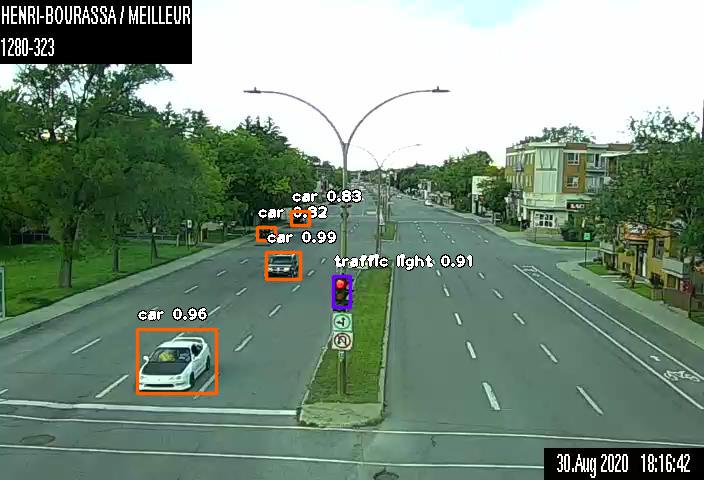 HENRI-BOURASSA / MEILLEUR
1280-323
car 0.83
car 0.82
car 0.99
traffic light 0.91
car 0.96
30.Aug 2020 18:16:42